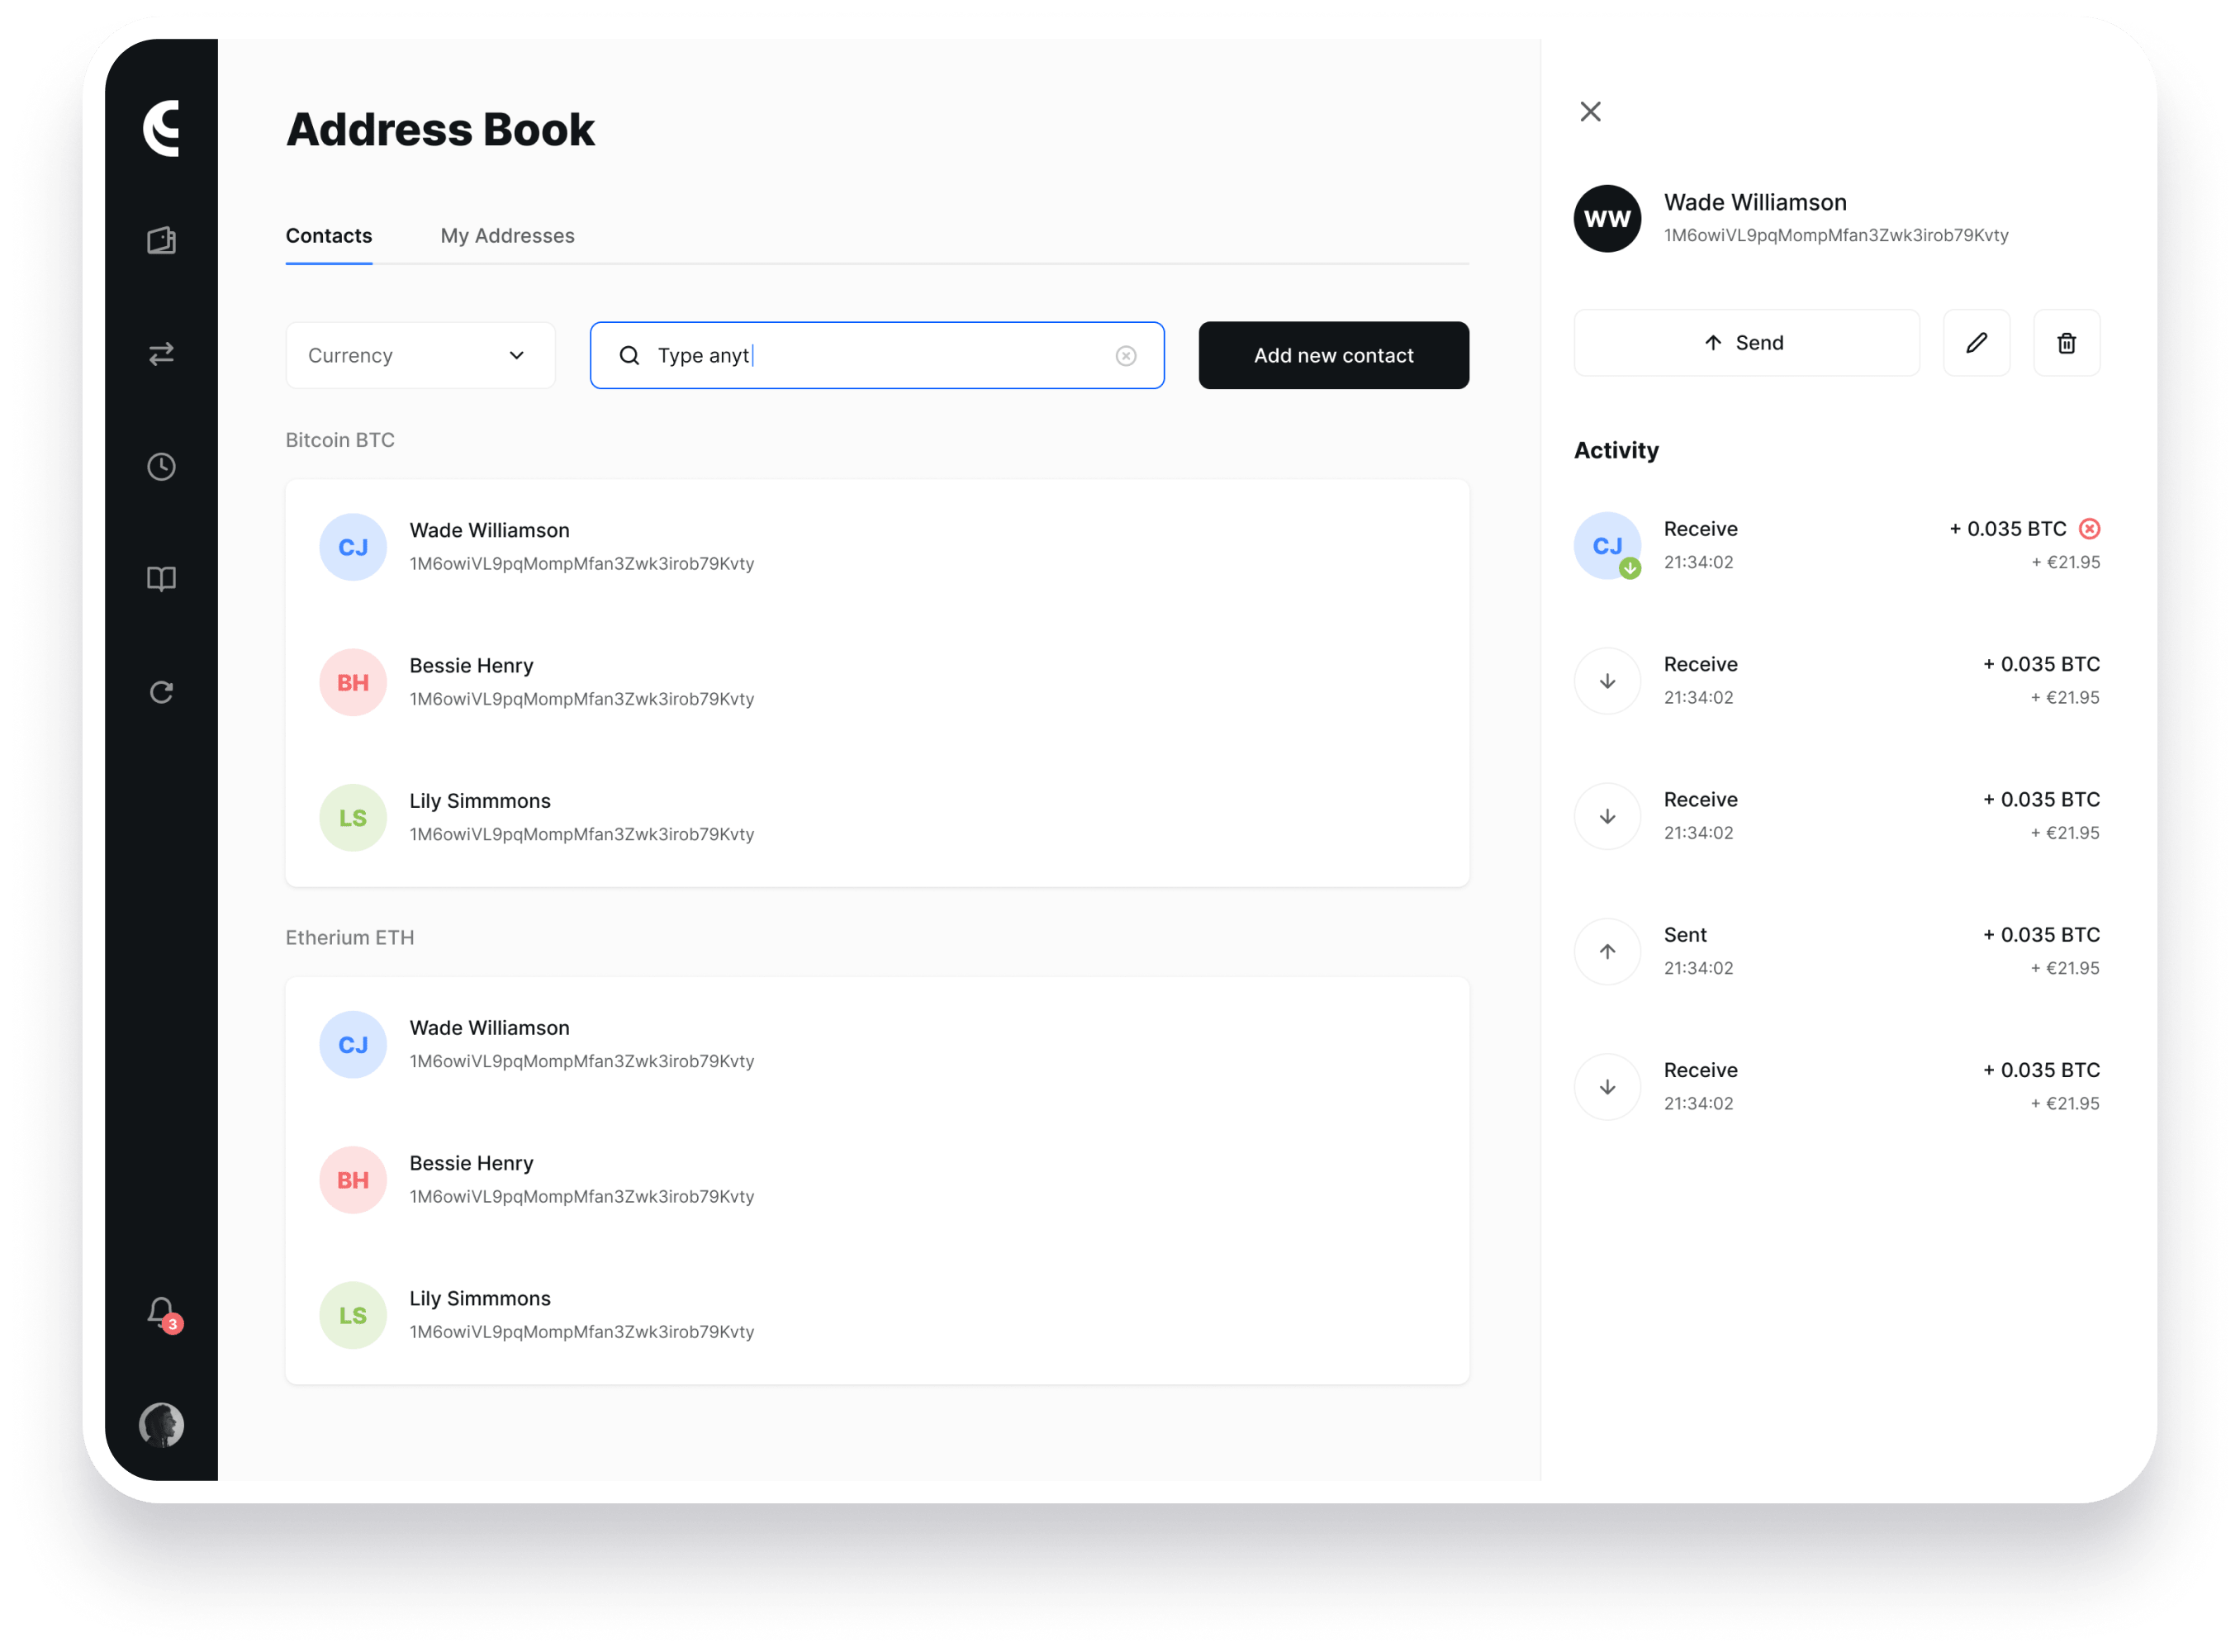 Address Book
Contacts
My Addresses
Currency
Type anyt
Add new contact
Bitcoin BTC
CJ
Wade Williamson
1M6owiVL9pqMompMfan3Zwk3irob79Kvty
BH
Bessie Henry
1M6owiVL9pqMompMfan3Zwk3irob79Kvty
LS
Lily Simmmons
1M6owiVL9pqMompMfan3Zwk3irob79Kvty
Etherium ETH
CJ
Wade Williamson
1M6owiVL9pqMompMfan3Zwk3irob79Kvty
BH
Bessie Henry
1M6owiVL9pqMompMfan3Zwk3irob79Kvty
LS
Lily Simmmons
1M6owiVL9pqMompMfan3Zwk3irob79Kvty
3
WW
Wade Williamson
1M6owiVL9pqMompMfan3Zwk3irob79Kvty
Send
Activity
CJ
Receive + 0.035 BTC
21:34:02 + €21.95
Receive + 0.035 BTC
21:34:02 + €21.95
Receive + 0.035 BTC
21:34:02 + €21.95
Sent + 0.035 BTC
21:34:02 + €21.95
Receive + 0.035 BTC
21:34:02 + €21.95